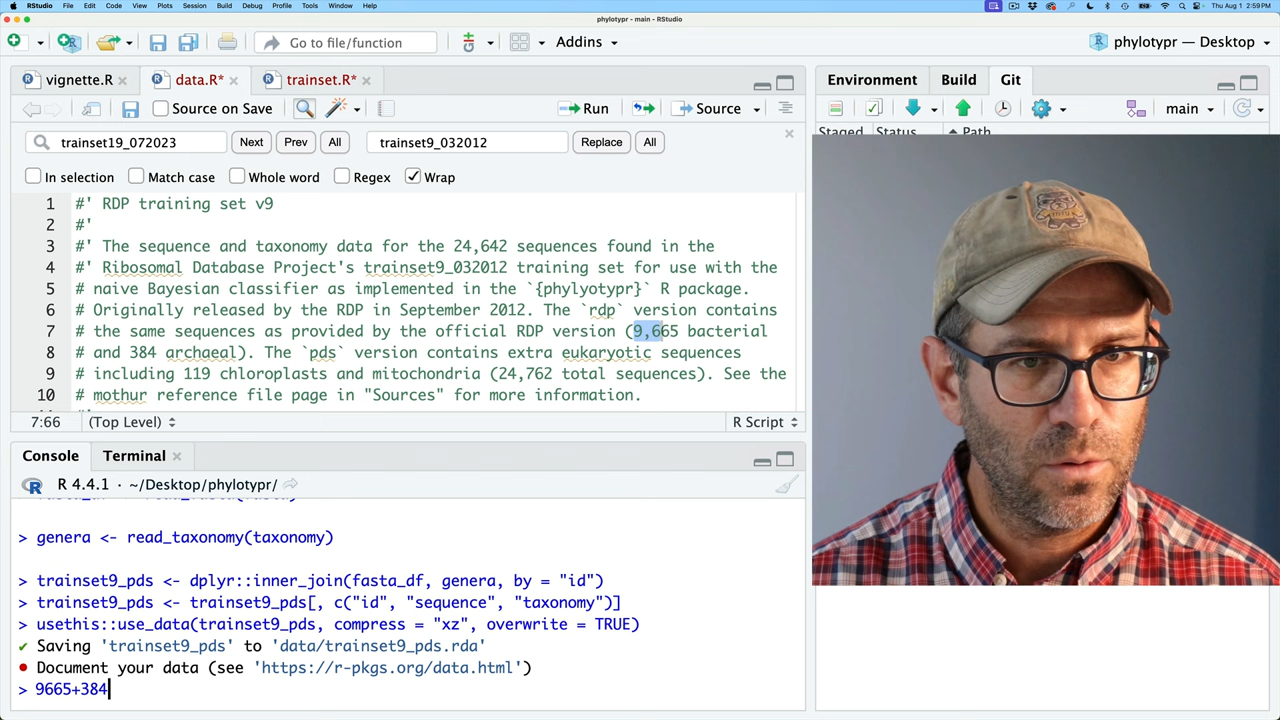 RStudio File Edit Code View Plots Session Build Debug Profile Tools Window Help Thu Aug 1 2:59 PM
phylotypr - main - RStudio
Go to file/function Addins phylotypr — Desktop
vignette.R data.R* trainset.R* Environment Build Git
Source on Save Run Source main
Staged Status Path
trainset19_072023 Next Prev All trainset9_032012 Replace All
In selection Match case Whole word Regex Wrap
1 #' RDP training set v9
2 #'
3 #' The sequence and taxonomy data for the 24,642 sequences found in the
4 #' Ribosomal Database Project's trainset9_032012 training set for use with the
5 # naive Bayesian classifier as implemented in the `{phylyotypr}` R package.
6 # Originally released by the RDP in September 2012. The `rdp` version contains
7 # the same sequences as provided by the official RDP version (9,665 bacterial
8 # and 384 archaeal). The `pds` version contains extra eukaryotic sequences
9 # including 119 chloroplasts and mitochondria (24,762 total sequences). See the
10 # mothur reference file page in "Sources" for more information.
7:66 (Top Level) R Script
Console Terminal
R 4.4.1 · ~/Desktop/phylotypr/
> genera <- read_taxonomy(taxonomy)
> trainset9_pds <- dplyr::inner_join(fasta_df, genera, by = "id")
> trainset9_pds <- trainset9_pds[, c("id", "sequence", "taxonomy")]
> usethis::use_data(trainset9_pds, compress = "xz", overwrite = TRUE)
✔ Saving 'trainset9_pds' to 'data/trainset9_pds.rda'
● Document your data (see 'https://r-pkgs.org/data.html')
> 9665+384